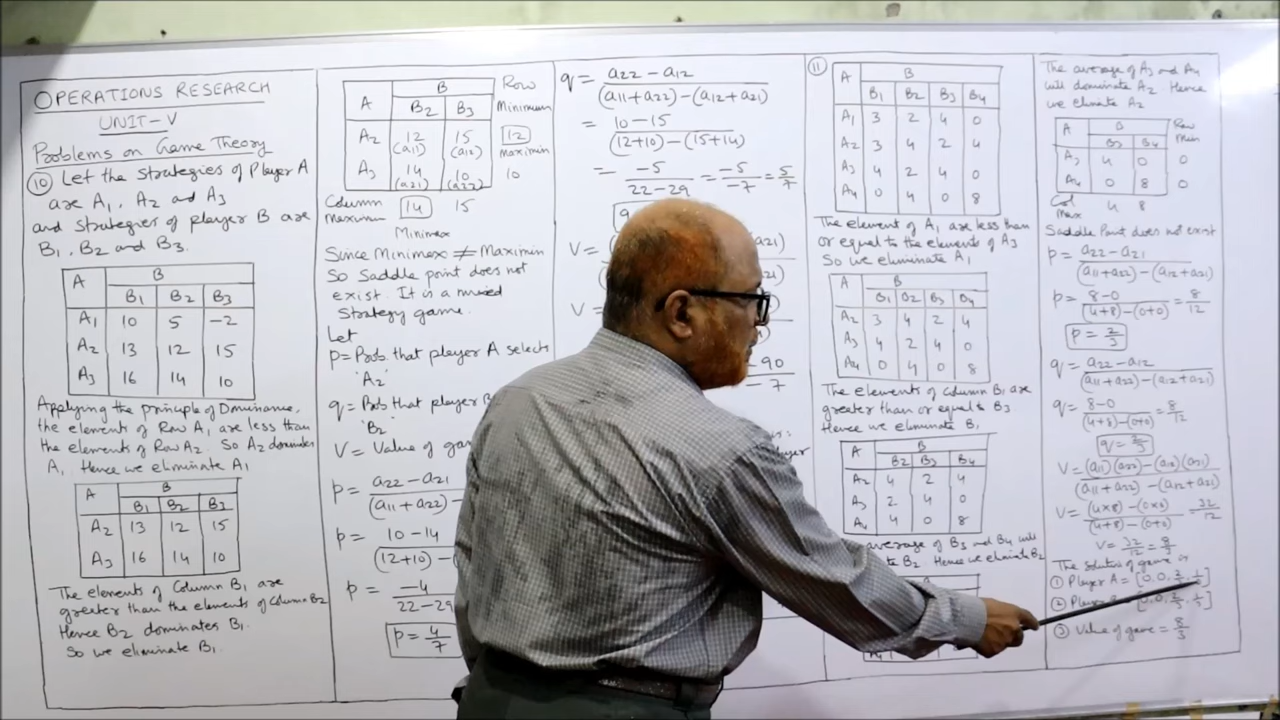 OPERATIONS RESEARCH
UNIT-V
Problems on Game Theory
10 Let the strategies of Player A
are A1, A2 and A3
and strategies of player B are
B1, B2 and B3.
A B
B1 B2 B3
A1 10 5 -2
A2 13 12 15
A3 16 14 10
Applying the principle of Dominance,
the elements of Row A1 are less than
the elements of Row A2 So A2 dominates
A1 Hence we eliminate A1
A B
B1 B2 B3
A2 13 12 15
A3 16 14 10
The elements of Column B1 are
greater than the elements of Column B2
Hence B2 dominates B1.
So we eliminate B1.
A B Row
B2 B3 Minimum
A2 12 (a11) 15 (a12) 12 Maximin
A3 14 (a21) 10 (a22) 10
Column Maximum 14 15
Minimax
Since Minimax ≠ Maximin
So Saddle point does not
exist. It is a mixed
Strategy game.
Let
p = Prob. that player A selects
'A2'
q = Prob that player B
'B2
V = Value of
p = a22 - a21
(a11 + a22) -
p = 10 - 14
(12+10) -
p = -4
22-29
p = 4/7
q = a22 - a12
(a11 + a22) - (a12 + a21)
= 10 - 15
(12+10) - (15+14)
= -5 / 22-29 = -5/-7 = 5/7
V =
V =
-90
-7
11 A B
B1 B2 B3 B4
A1 3 2 4 0
A2 3 4 2 4
A3 4 2 4 0
A4 0 4 0 8
The element of A1 are less than
or equal to the elements of A3
So we eliminate A1
A B
B1 B2 B3 B4
A2 3 4 2 4
A3 4 2 4 0
A4 0 4 0 8
The elements of Column B1 are
greater than or equal to B3
Hence we eliminate B1
A B
B2 B3 B4
A2 4 2 4
A3 2 4 0
A4 4 0 8
average of B3 and B4 will
B2. Hence we eliminate B2
The average of A3 and A4
will dominate A2. Hence
we elimate A2
A B Row Min
B3 B4
A3 4 0 0
A4 0 8 0
Col Max 4 8
Saddle Point does not exist
p = a22 - a21
(a11 + a22) - (a12 + a21)
p = 8-0 / (4+8) - (0+0) = 8/12
p = 2/3
q = a22 - a12
(a11 + a22) - (a12 + a21)
q = 8-0 / (4+8) - (0+0) = 8/12
q = 2/3
V = (a11)(a22) - (a12)(a21)
(a11 + a22) - (a12 + a21)
V = (4x8) - (0x0) / (4+8) - (0+0) = 32/12
V = 32/12 = 8/3
The solution of game is
① Player A = [0, 0, 2/3, 1/3]
3 Value of game = 8/3